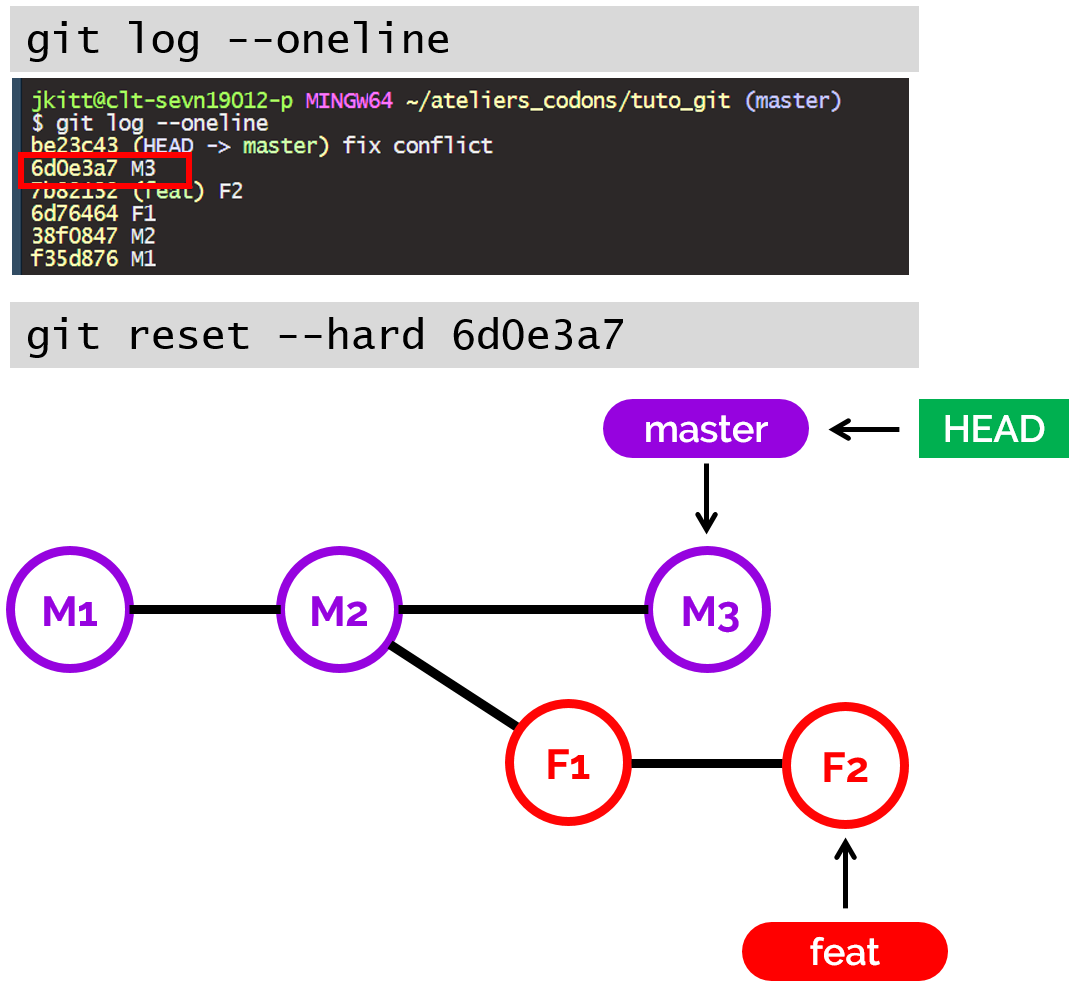 git log --oneline
jkitt@clt-sevn19012-p MINGW64 ~/ateliers_codons/tuto_git (master)
$ git log --oneline
be23c43 (HEAD -> master) fix conflict
6d0e3a7 M3
7b82132 (feat) F2
6d76464 F1
38f0847 M2
f35d876 M1
git reset --hard 6d0e3a7
master
HEAD
M1
M2
M3
F1
F2
feat